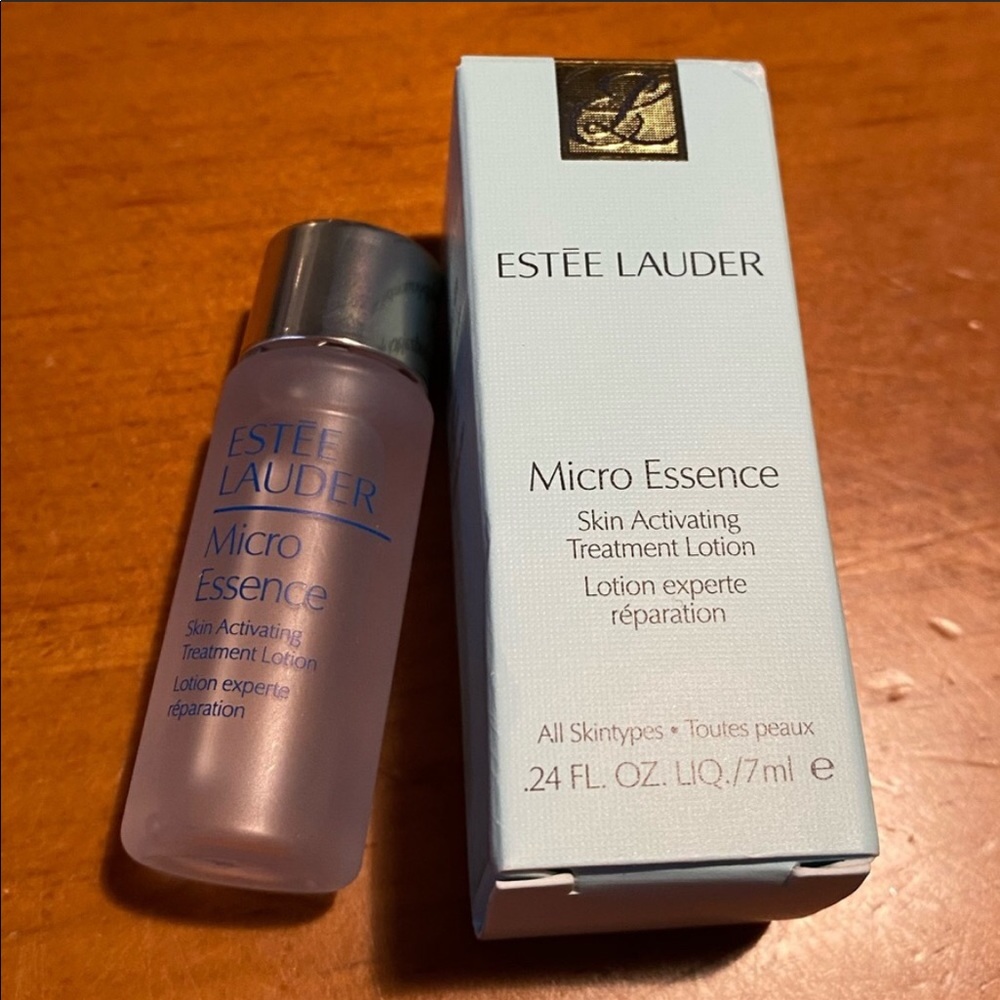 ESTĒE
LAUDER
Micro
Essence
Skin Activating
Treatment Lotion
Lotion experte
réparation
ESTĒE LAUDER
Micro Essence
Skin Activating
Treatment Lotion
Lotion experte
réparation
All Skintypes • Toutes peaux
.24 FL. OZ. LIQ./7ml ℮